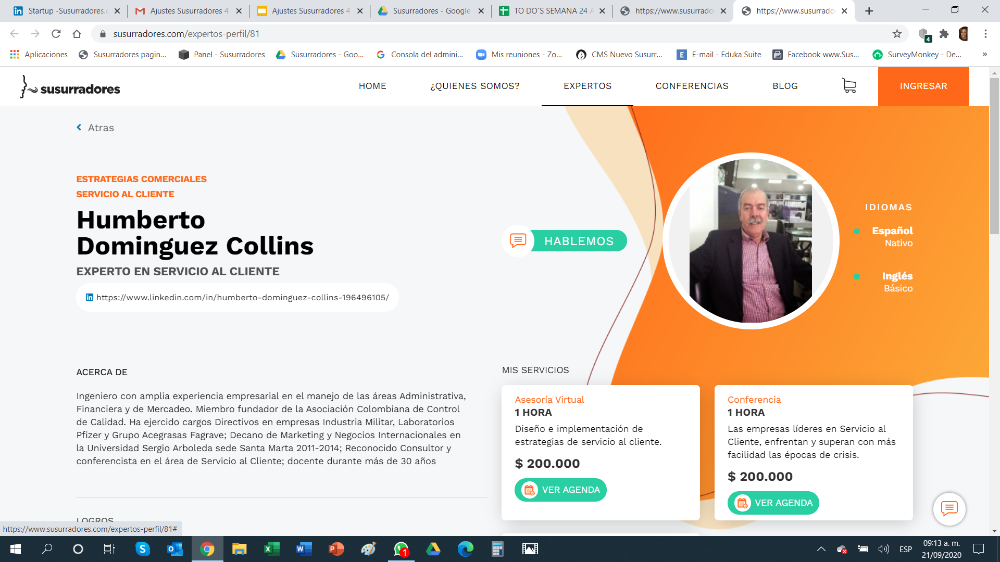 Startup -Susurradores.c
Ajustes Susurradores 4
Ajustes Susurradores 4
Susurradores - Google
TO DO´S SEMANA 24 A
https://www.susurrado
https://www.susurrado
susurradores.com/expertos-perfil/81
4
Aplicaciones
Susurradores pagin...
Panel - Susurradores
Susurradores - Goo...
Consola del admini...
Mis reuniones - Zo...
CMS Nuevo Susurr...
E-mail - Eduka Suite
Facebook www.Sus...
SurveyMonkey - De...
»
susurradores
HOME
¿QUIENES SOMOS?
EXPERTOS
CONFERENCIAS
BLOG
INGRESAR
Atras
ESTRATEGIAS COMERCIALES
SERVICIO AL CLIENTE
Humberto
Dominguez Collins
EXPERTO EN SERVICIO AL CLIENTE
https://www.linkedin.com/in/humberto-dominguez-collins-196496105/
HABLEMOS
IDIOMAS
Español
Nativo
Inglés
Básico
ACERCA DE
Ingeniero con amplia experiencia empresarial en el manejo de las áreas Administrativa,
Financiera y de Mercadeo. Miembro fundador de la Asociación Colombiana de Control
de Calidad. Ha ejercido cargos Directivos en empresas Industria Militar, Laboratorios
Pfizer y Grupo Acegrasas Fagrave; Decano de Marketing y Negocios Internacionales en
la Universidad Sergio Arboleda sede Santa Marta 2011-2014; Reconocido Consultor y
conferencista en el área de Servicio al Cliente; docente durante más de 30 años
LOGROS
MIS SERVICIOS
Asesoría Virtual
1 HORA
Diseño e implementación de
estrategias de servicio al cliente.
$ 200.000
VER AGENDA
Conferencia
1 HORA
Las empresas líderes en Servicio al
Cliente, enfrentan y superan con más
facilidad las épocas de crisis.
$ 200.000
VER AGENDA
https://www.susurradores.com/expertos-perfil/81#
1
ESP
09:13 a. m.
21/09/2020